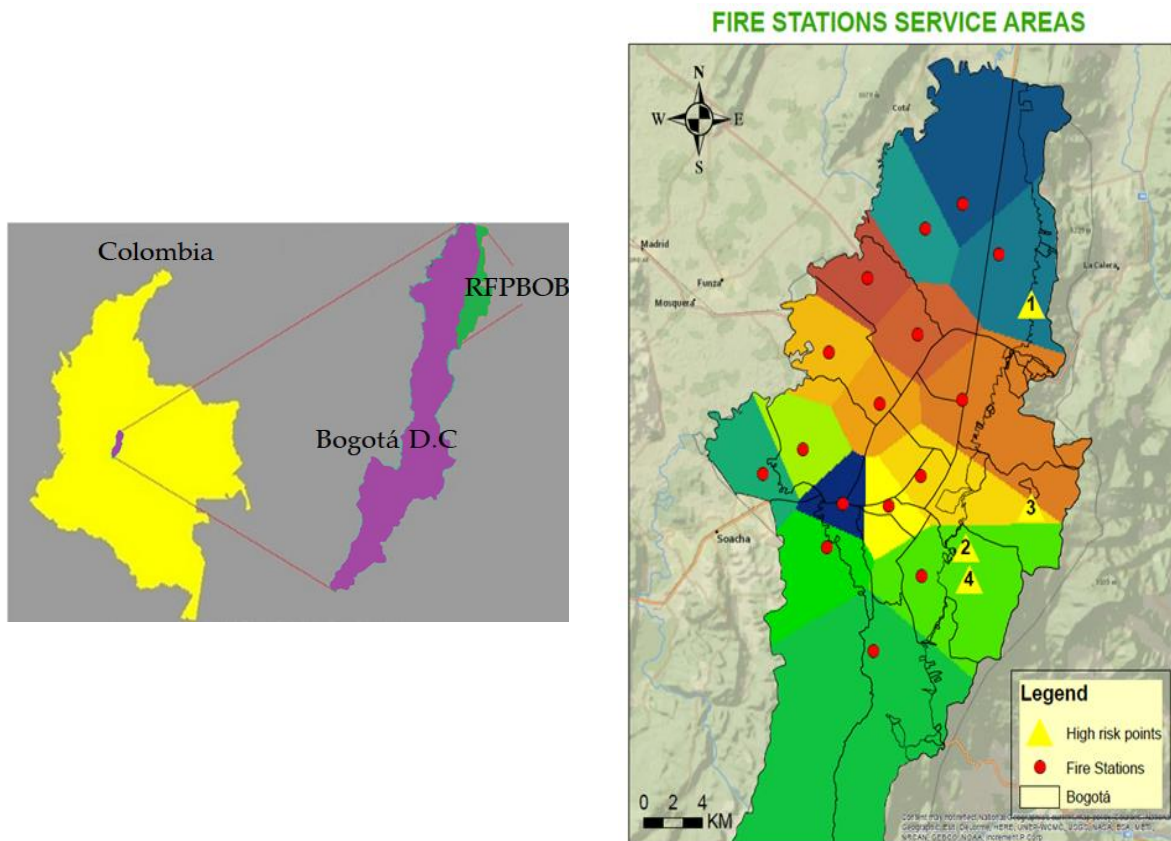 Colombia
RFPBOB
Bogotá D.C
FIRE STATIONS SERVICE AREAS
N
W
E
S
Cota
Madrid
Funza
Mosquera
La Calera
1
3
2
4
Soacha
Legend
High risk points
Fire Stations
Bogotá
0 2 4
KM